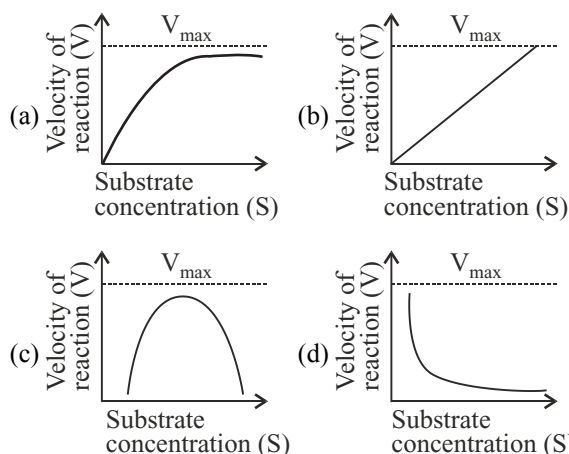 (a) Velocity of reaction (V)
V_max
Substrate
concentration (S)
(b) Velocity of reaction (V)
V_max
Substrate
concentration (S)
(c) Velocity of reaction (V)
V_max
Substrate
concentration (S)
(d) Velocity of reaction (V)
V_max
Substrate
concentration (S)